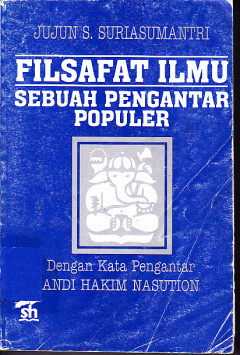 JUJUN S. SURIASUMANTRI
FILSAFAT ILMU
SEBUAH PENGANTAR
POPULER
Dengan Kata Pengantar
ANDI HAKIM NASUTION
sh